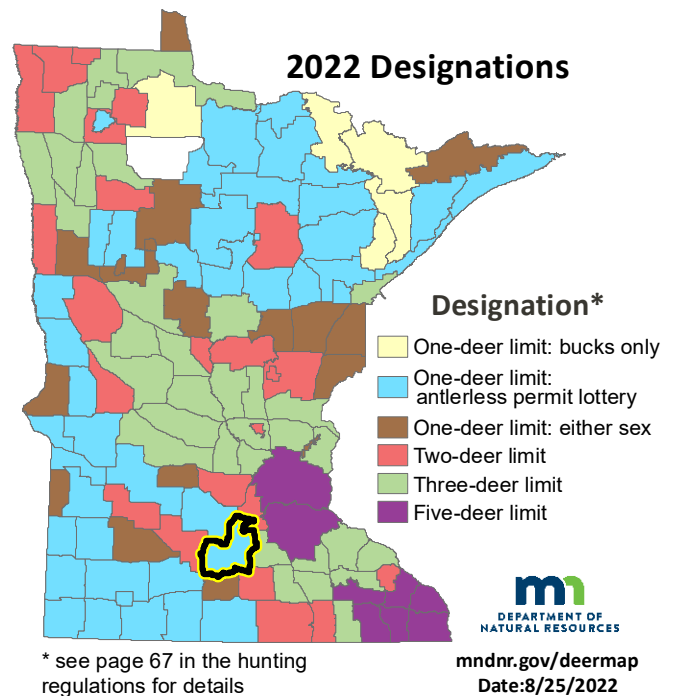 2022 Designations
Designation*
One-deer limit: bucks only
One-deer limit:
antlerless permit lottery
One-deer limit: either sex
Two-deer limit
Three-deer limit
Five-deer limit
mn
DEPARTMENT OF
NATURAL RESOURCES
* see page 67 in the hunting
regulations for details
mndnr.gov/deermap
Date:8/25/2022